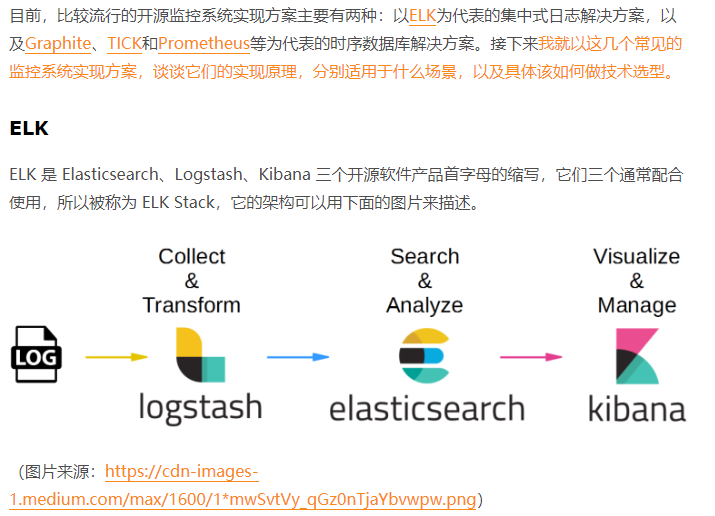 目前，比较流行的开源监控系统实现方案主要有两种：以ELK为代表的集中式日志解决方案，以
及Graphite、TICK和Prometheus等为代表的时序数据库解决方案。接下来我就以这几个常见的
监控系统实现方案，谈谈它们的实现原理，分别适用于什么场景，以及具体该如何做技术选型。
ELK
ELK 是 Elasticsearch、Logstash、Kibana 三个开源软件产品首字母的缩写，它们三个通常配合
使用，所以被称为 ELK Stack，它的架构可以用下面的图片来描述。
Collect
&
Transform
Search
&
Analyze
Visualize
&
Manage
LOG
logstash
elasticsearch
kibana
（图片来源：https://cdn-images-
1.medium.com/max/1600/1*mwSvtVy_qGz0nTjaYbvwpw.png）